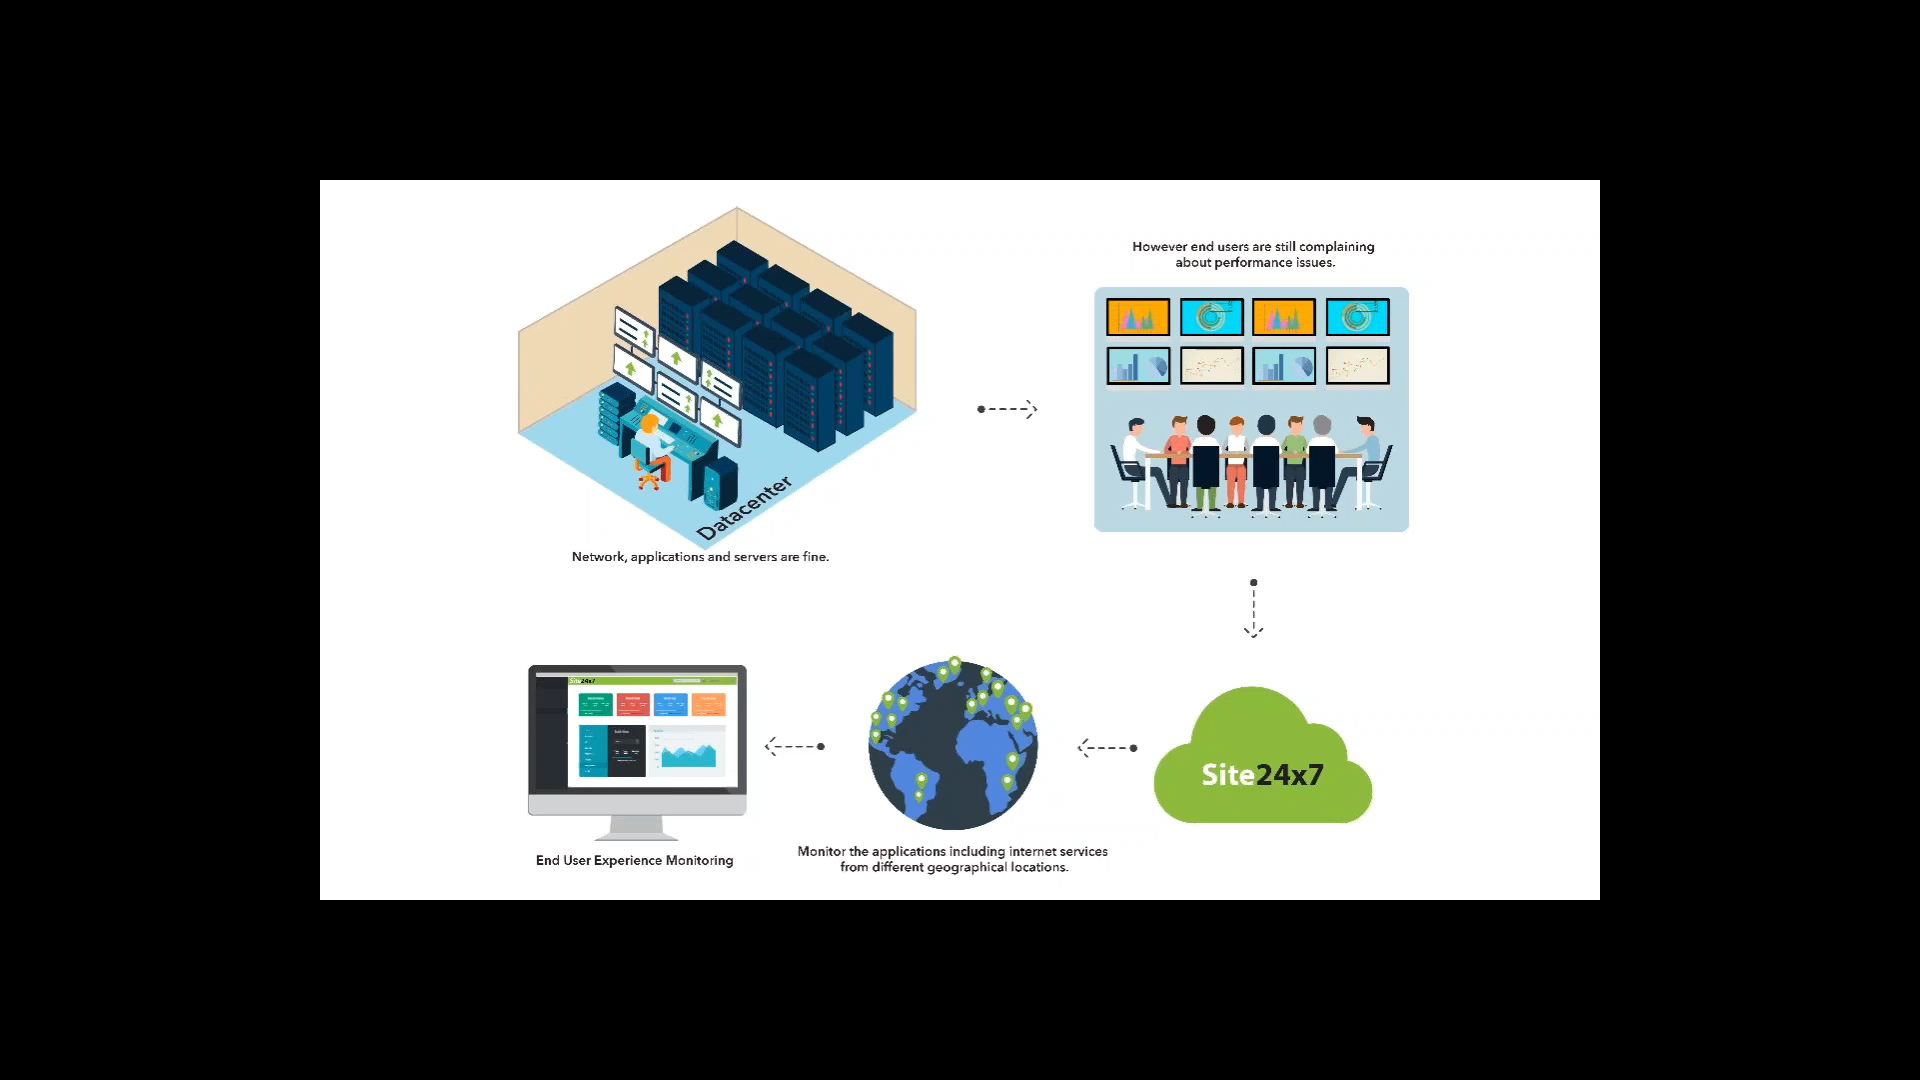 However end users are still complaining
about performance issues.
Datacenter
Network, applications and servers are fine.
Site24x7
Site24x7
End User Experience Monitoring
Monitor the applications including internet services
from different geographical locations.